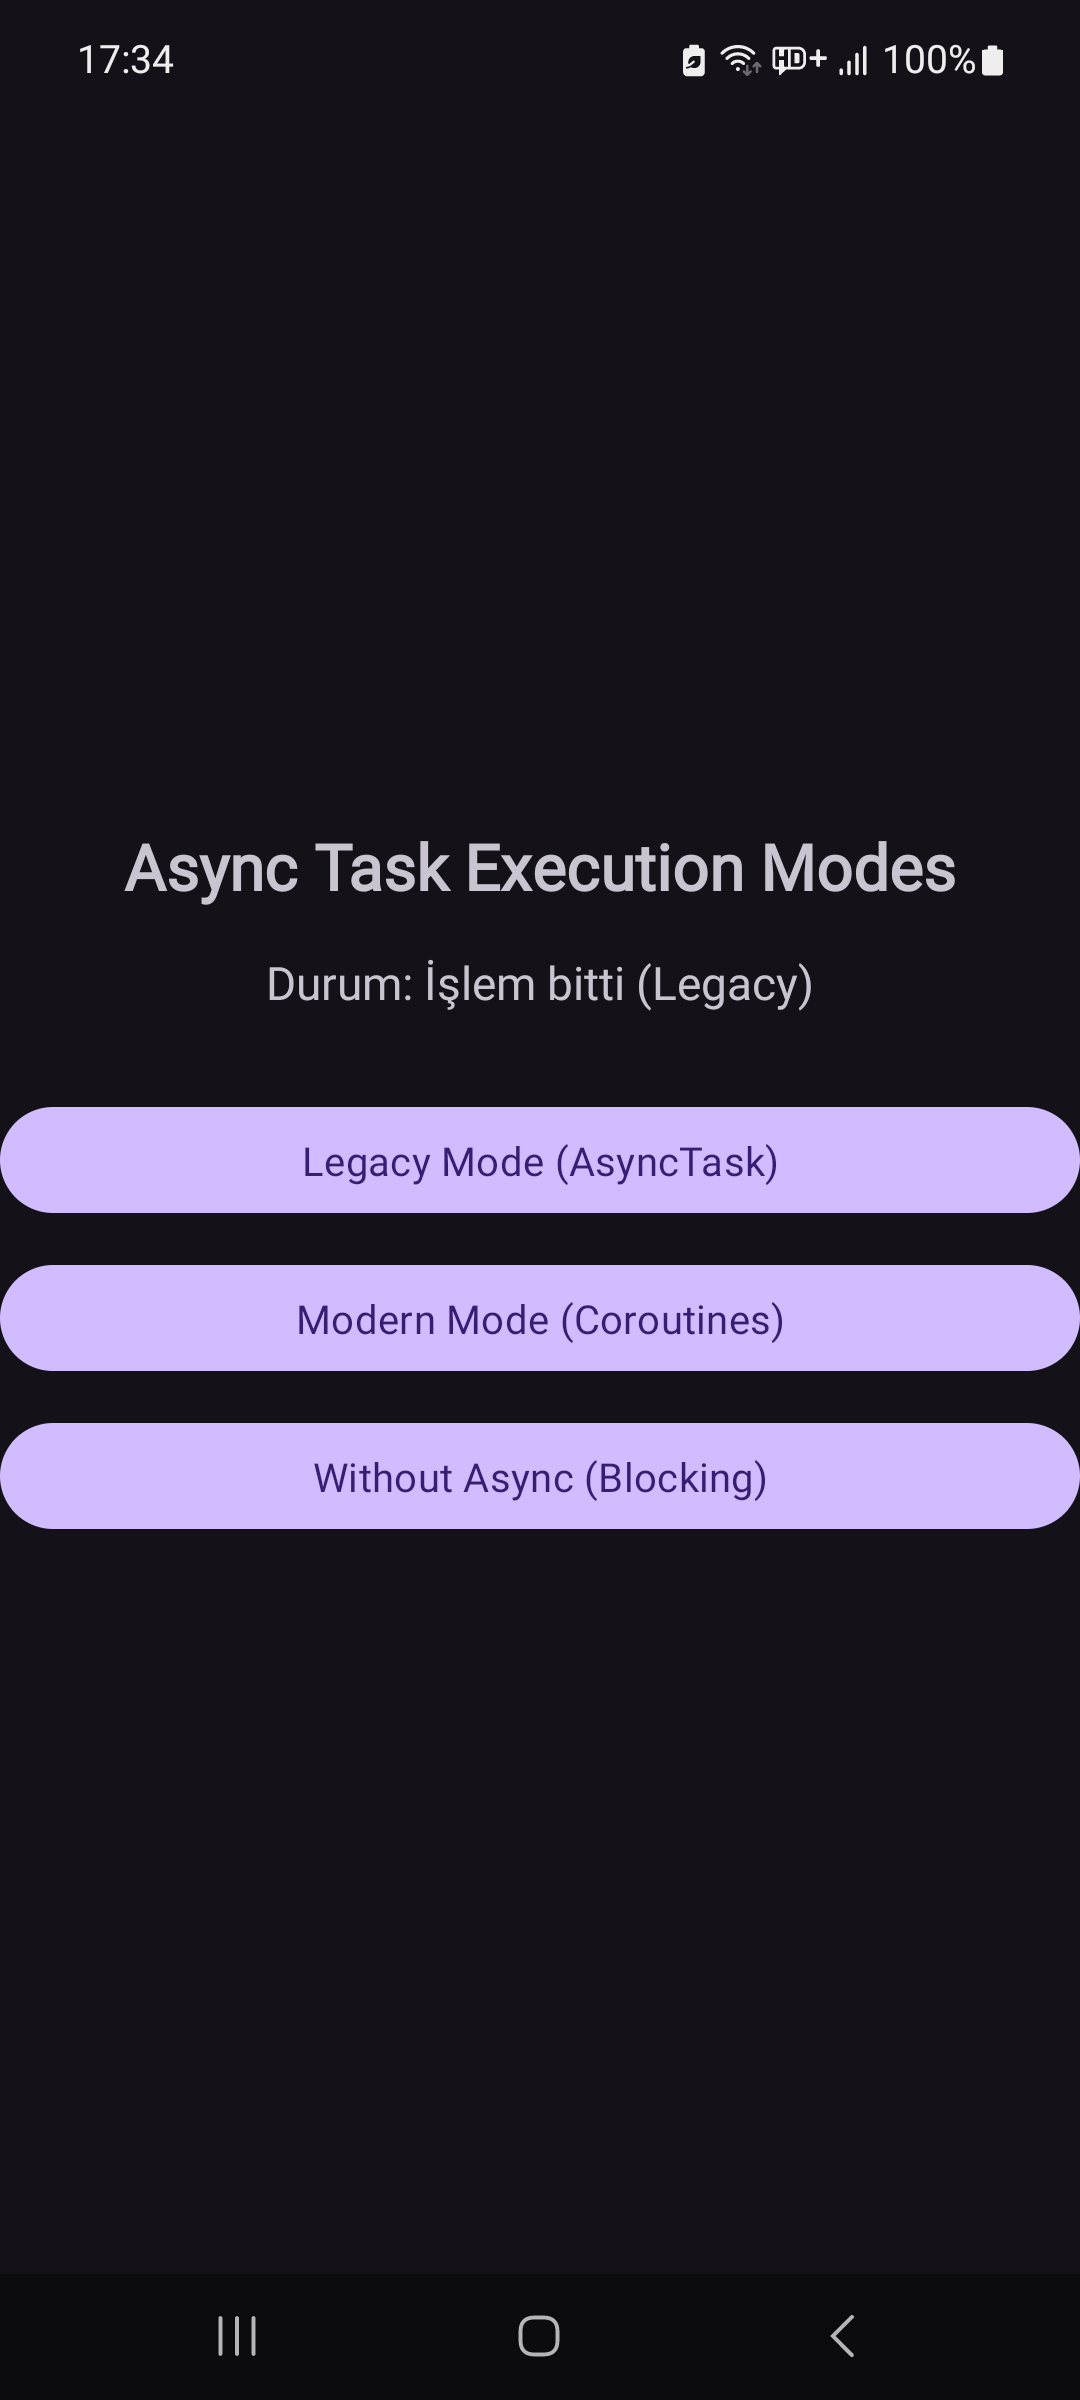 17:34
HD+ 100%
Async Task Execution Modes
Durum: İşlem bitti (Legacy)
Legacy Mode (AsyncTask)
Modern Mode (Coroutines)
Without Async (Blocking)